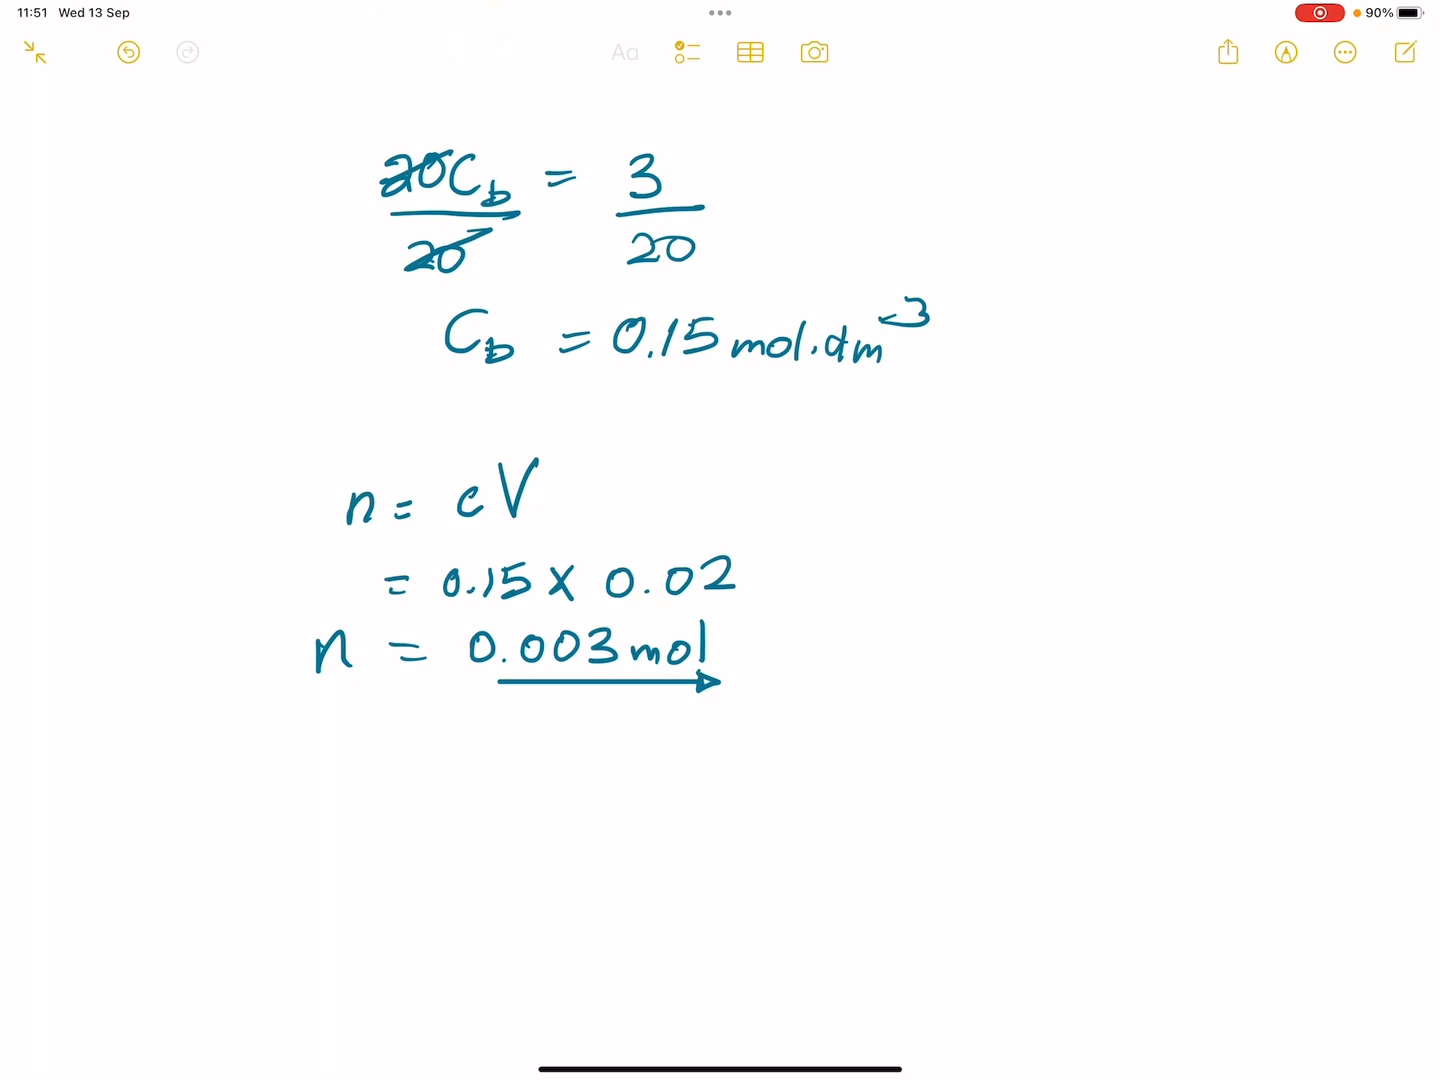 11:51 Wed 13 Sep
90%
Aa
20Cb = 3
20 20
Cb = 0,15 mol.dm-3
n = cV
= 0.15 x 0.02
n = 0.003 mol